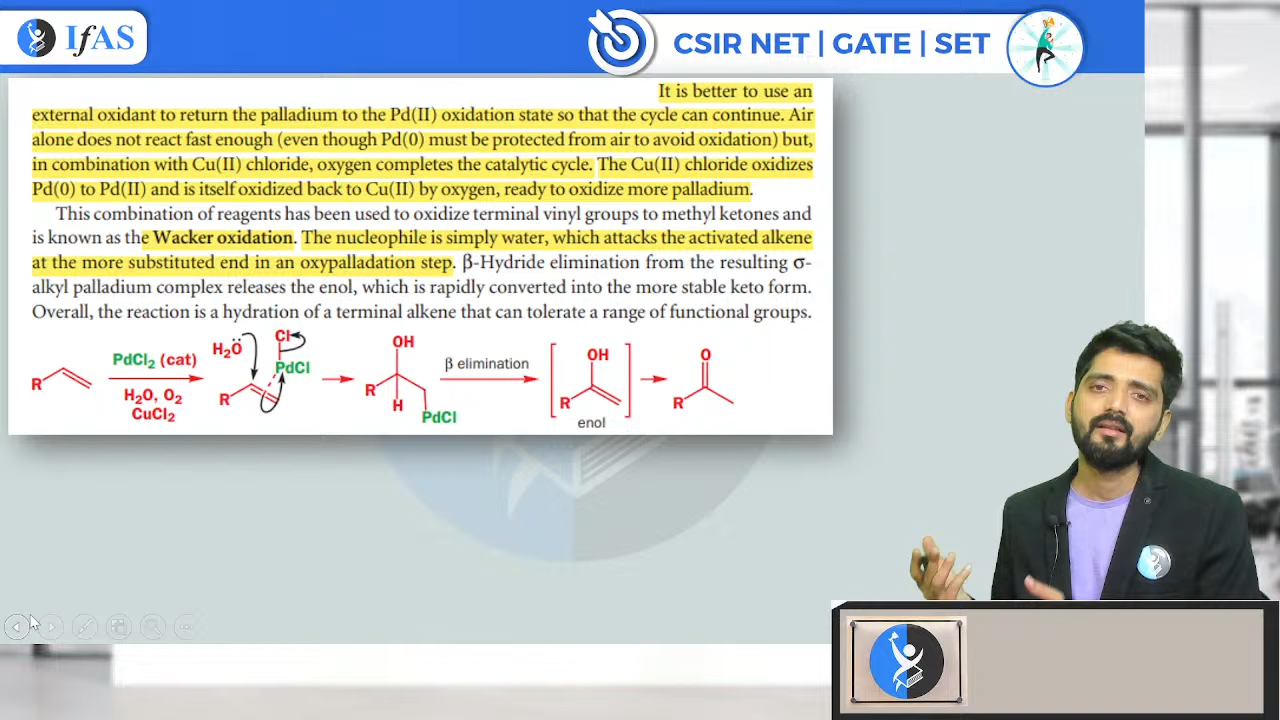 IfAS
CSIR NET | GATE | SET
It is better to use an
external oxidant to return the palladium to the Pd(II) oxidation state so that the cycle can continue. Air
alone does not react fast enough (even though Pd(0) must be protected from air to avoid oxidation) but,
in combination with Cu(II) chloride, oxygen completes the catalytic cycle. The Cu(II) chloride oxidizes
Pd(0) to Pd(II) and is itself oxidized back to Cu(II) by oxygen, ready to oxidize more palladium.
This combination of reagents has been used to oxidize terminal vinyl groups to methyl ketones and
is known as the Wacker oxidation. The nucleophile is simply water, which attacks the activated alkene
at the more substituted end in an oxypalladation step. β-Hydride elimination from the resulting σ-
alkyl palladium complex releases the enol, which is rapidly converted into the more stable keto form.
Overall, the reaction is a hydration of a terminal alkene that can tolerate a range of functional groups.
R
PdCl₂ (cat)
H₂O, O₂
CuCl₂
H₂Ö
Cl
PdCl
R
OH
R
H
PdCl
β elimination
OH
R
enol
O
R